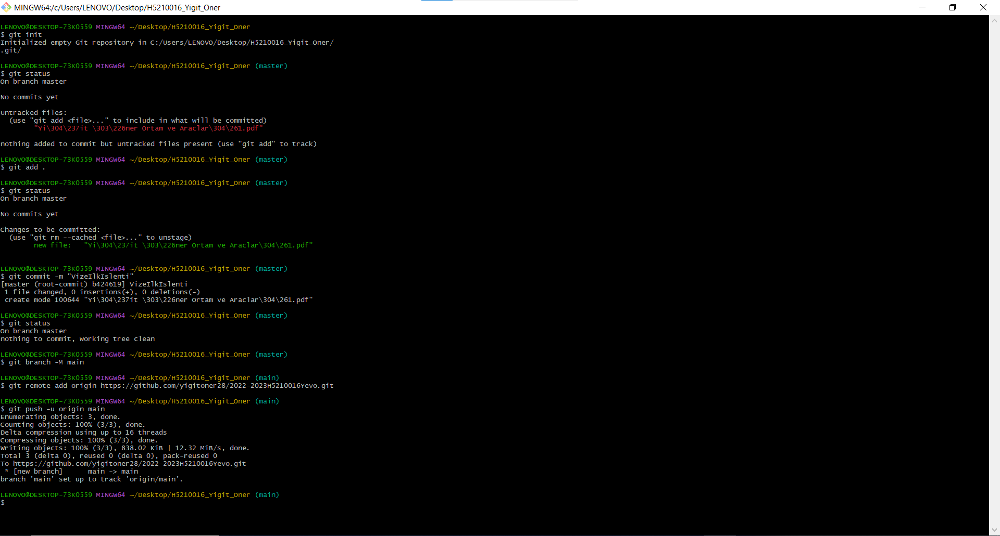 MINGW64:/c/Users/LENOVO/Desktop/H5210016_Yigit_Oner
LENOVO@DESKTOP-73K0559 MINGW64 ~/Desktop/H5210016_Yigit_Oner
$ git init
Initialized empty Git repository in C:/Users/LENOVO/Desktop/H5210016_Yigit_Oner/
.git/
LENOVO@DESKTOP-73K0559 MINGW64 ~/Desktop/H5210016_Yigit_Oner (master)
$ git status
On branch master
No commits yet
Untracked files:
  (use "git add <file>..." to include in what will be committed)
        "Yi\304\237it \303\226ner Ortam ve Araclar\304\261.pdf"
nothing added to commit but untracked files present (use "git add" to track)
LENOVO@DESKTOP-73K0559 MINGW64 ~/Desktop/H5210016_Yigit_Oner (master)
$ git add .
LENOVO@DESKTOP-73K0559 MINGW64 ~/Desktop/H5210016_Yigit_Oner (master)
$ git status
On branch master
No commits yet
Changes to be committed:
  (use "git rm --cached <file>..." to unstage)
        new file:   "Yi\304\237it \303\226ner Ortam ve Araclar\304\261.pdf"
LENOVO@DESKTOP-73K0559 MINGW64 ~/Desktop/H5210016_Yigit_Oner (master)
$ git commit -m "VizeIlkIslenti"
[master (root-commit) b424619] VizeIlkIslenti
 1 file changed, 0 insertions(+), 0 deletions(-)
 create mode 100644 "Yi\304\237it \303\226ner Ortam ve Araclar\304\261.pdf"
LENOVO@DESKTOP-73K0559 MINGW64 ~/Desktop/H5210016_Yigit_Oner (master)
$ git status
On branch master
nothing to commit, working tree clean
LENOVO@DESKTOP-73K0559 MINGW64 ~/Desktop/H5210016_Yigit_Oner (master)
$ git branch -M main
LENOVO@DESKTOP-73K0559 MINGW64 ~/Desktop/H5210016_Yigit_Oner (main)
$ git remote add origin https://github.com/yigitoner28/2022-2023H5210016Yevo.git
LENOVO@DESKTOP-73K0559 MINGW64 ~/Desktop/H5210016_Yigit_Oner (main)
$ git push -u origin main
Enumerating objects: 3, done.
Counting objects: 100% (3/3), done.
Delta compression using up to 16 threads
Compressing objects: 100% (3/3), done.
Writing objects: 100% (3/3), 838.02 KiB | 12.32 MiB/s, done.
Total 3 (delta 0), reused 0 (delta 0), pack-reused 0
To https://github.com/yigitoner28/2022-2023H5210016Yevo.git
 * [new branch]      main -> main
branch 'main' set up to track 'origin/main'.
LENOVO@DESKTOP-73K0559 MINGW64 ~/Desktop/H5210016_Yigit_Oner (main)
$